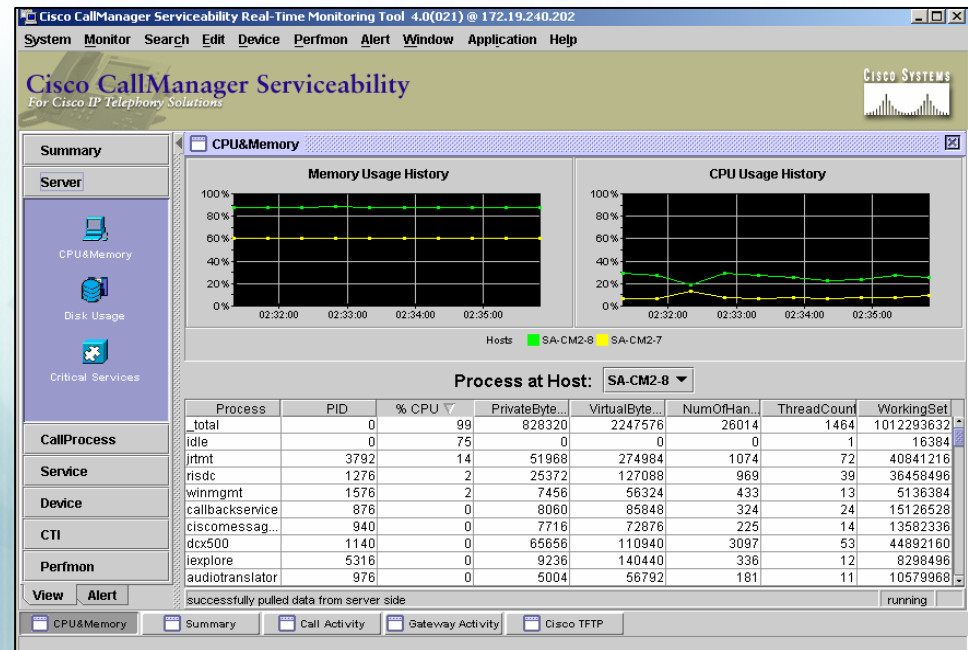 Cisco CallManager Serviceability Real-Time Monitoring Tool 4.0(021) @ 172.19.240.202
System Monitor Search Edit Device Perfmon Alert Window Application Help
Cisco CallManager Serviceability
For Cisco IP Telephony Solutions
CISCO SYSTEMS
Summary
Server
CPU&Memory
Disk Usage
Critical Services
CallProcess
Service
Device
CTI
Perfmon
View Alert
CPU&Memory
Memory Usage History
100%
80%
60%
40%
20%
0%
02:32:00 02:33:00 02:34:00 02:35:00
CPU Usage History
100%
80%
60%
40%
20%
0%
02:32:00 02:33:00 02:34:00 02:35:00
Hosts SA-CM2-8 SA-CM2-7
Process at Host: SA-CM2-8
Process PID % CPU PrivateByte... VirtualByte... NumOfHan... ThreadCount WorkingSet
_total 0 99 828320 2247576 26014 1464 1012293632
idle 0 75 0 0 0 1 16384
jrtmt 3792 14 51968 274984 1074 72 40841216
risdc 1276 2 25372 127088 969 39 36458496
winmgmt 1576 2 7456 56324 433 13 5136384
callbackservice 876 0 8060 85848 324 24 15126528
ciscomessag... 940 0 7716 72876 225 14 13582336
dcx500 1140 0 65656 110940 3097 53 44892160
iexplore 5316 0 9236 140440 336 12 8298496
audiotranslator 976 0 5004 56792 181 11 10579968
successfully pulled data from server side running
CPU&Memory Summary Call Activity Gateway Activity Cisco TFTP